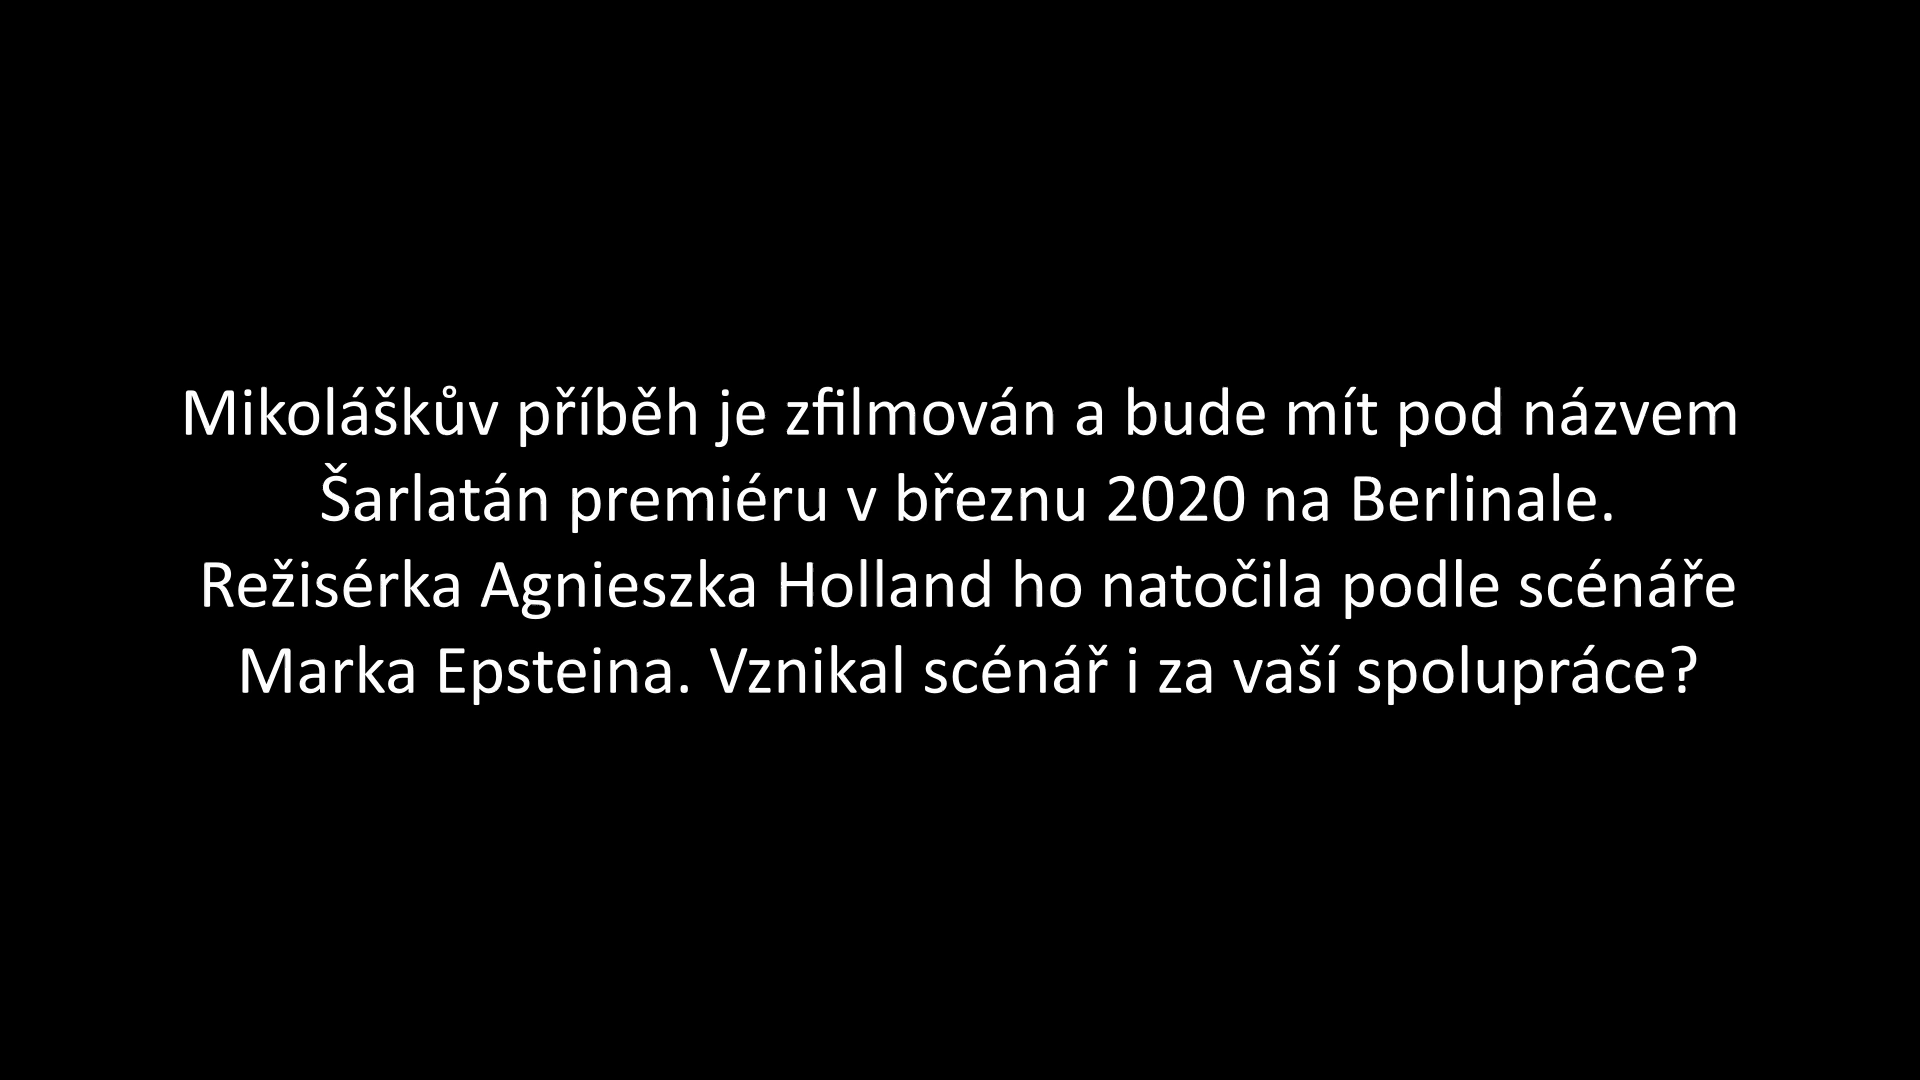 Mikoláškův příběh je zfilmován a bude mít pod názvem
Šarlatán premiéru v březnu 2020 na Berlinale.
Režisérka Agnieszka Holland ho natočila podle scénáře
Marka Epsteina. Vznikal scénář i za vaší spolupráce?